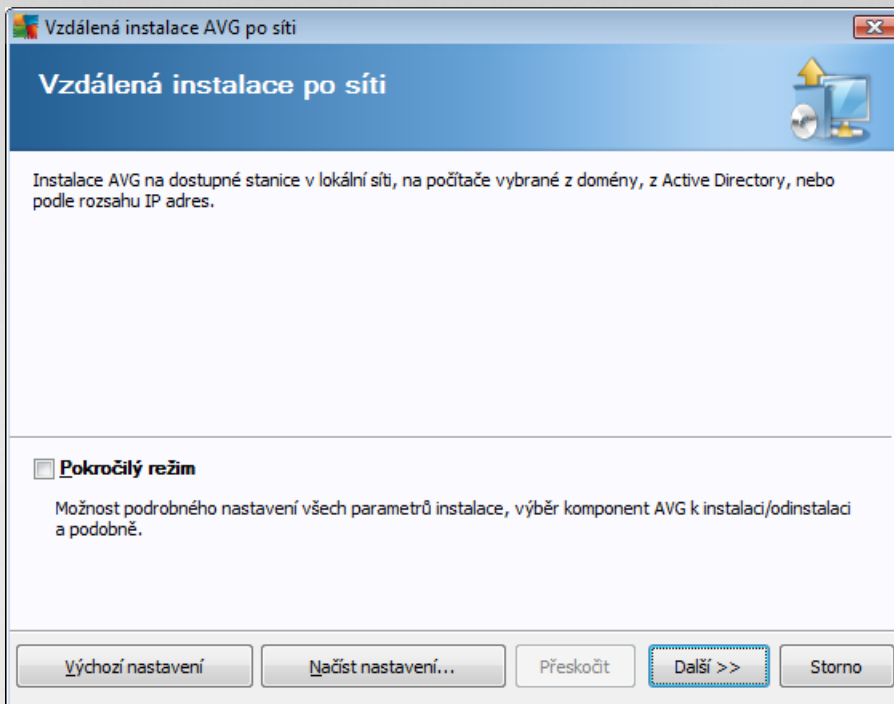 Vzdálená instalace AVG po síti
Vzdálená instalace po síti
Instalace AVG na dostupné stanice v lokální síti, na počítače vybrané z domény, z Active Directory, nebo
podle rozsahu IP adres.
Pokročilý režim
Možnost podrobného nastavení všech parametrů instalace, výběr komponent AVG k instalaci/odinstalaci
a podobně.
Výchozí nastavení Načíst nastavení... Přeskočit Další >> Storno